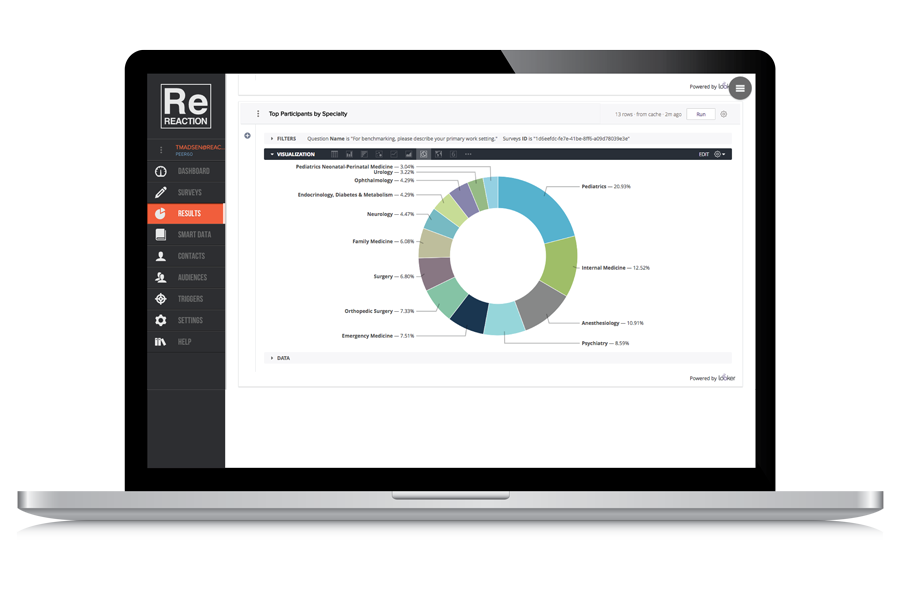 Re
REACTION
TMADSEN@REAC...
PEERGO
DASHBOARD
SURVEYS
RESULTS
SMART DATA
CONTACTS
AUDIENCES
TRIGGERS
SETTINGS
HELP
Powered by looker
Top Participants by Specialty
13 rows · from cache · 2m ago
Run
FILTERS Question Name is "For benchmarking, please describe your primary work setting." Surveys ID is "1d6eefdc-fe7e-41be-8ff6-a09d78039e3e"
VISUALIZATION
EDIT
Pediatrics Neonatal-Perinatal Medicine — 3.04%
Urology — 3.22%
Ophthalmology — 4.29%
Endocrinology, Diabetes & Metabolism — 4.29%
Neurology — 4.47%
Family Medicine — 6.08%
Surgery — 6.80%
Orthopedic Surgery — 7.33%
Emergency Medicine — 7.51%
Pediatrics — 20.93%
Internal Medicine — 12.52%
Anesthesiology — 10.91%
Psychiatry — 8.59%
DATA
Powered by looker